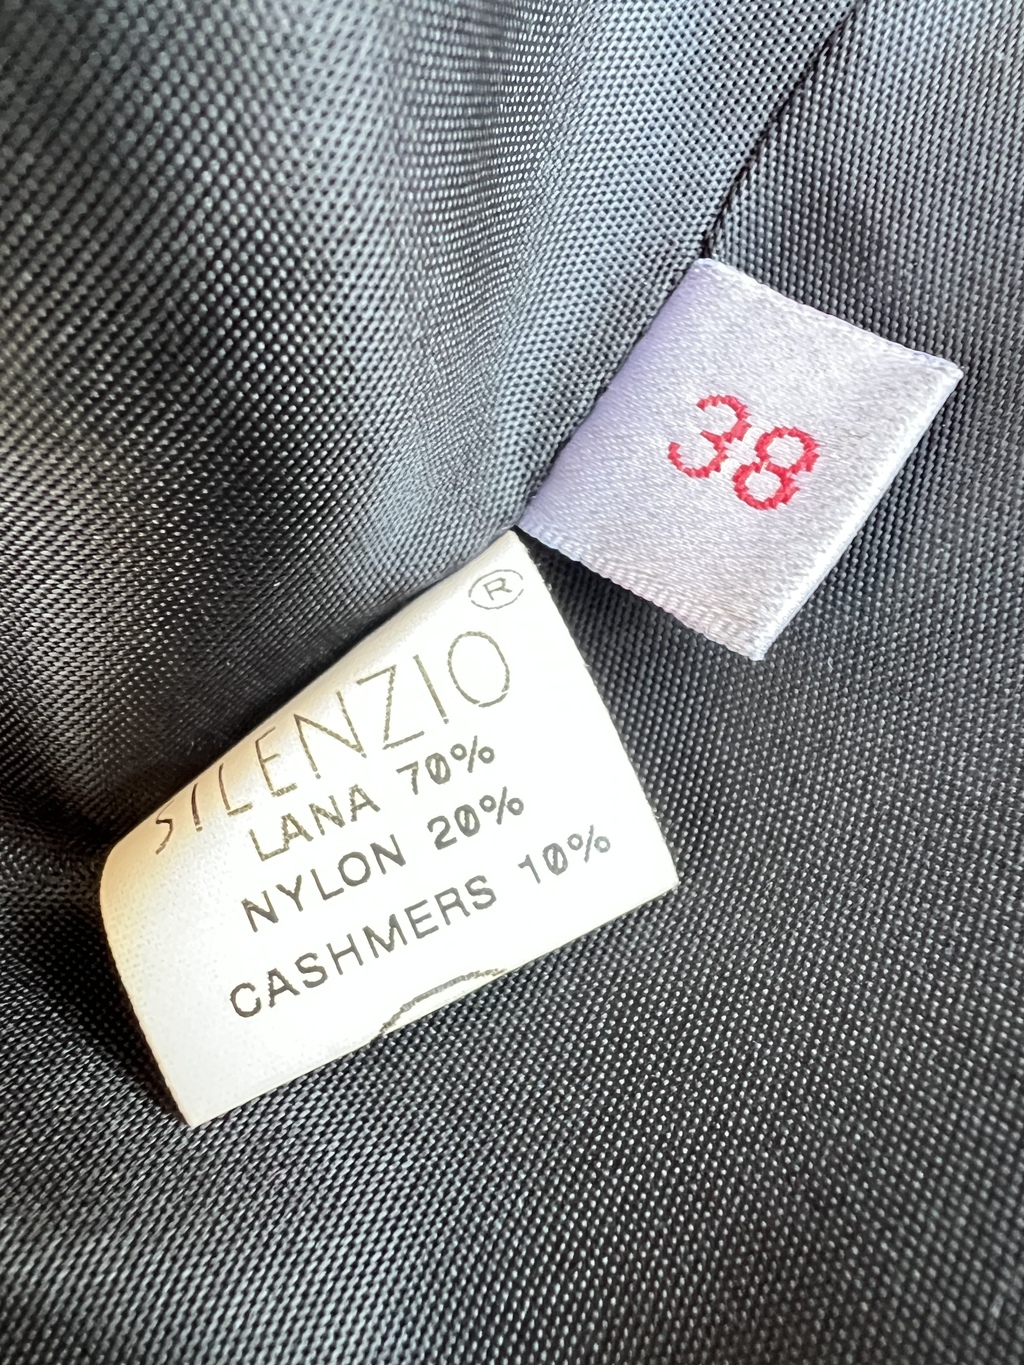 38
®
SILENZIO
LANA 70%
NYLON 20%
CASHMERS 10%